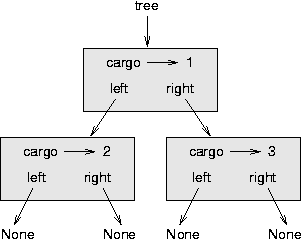 tree
cargo 1
left right
cargo 2
left right
cargo 3
left right
None None None None